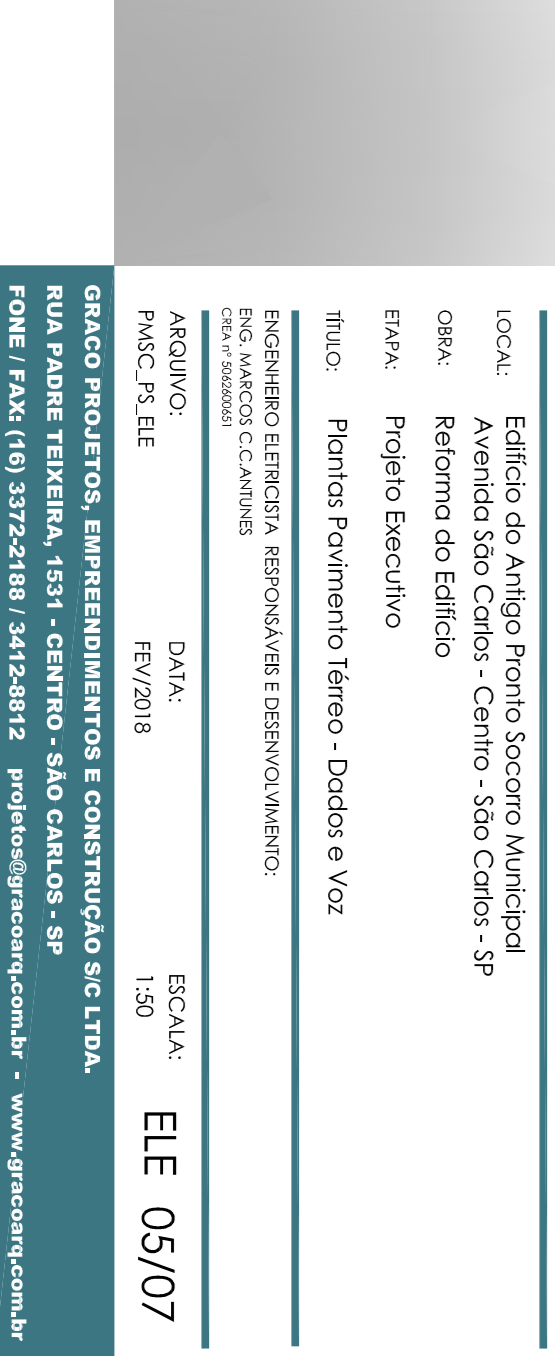 LOCAL: Edifício do Antigo Pronto Socorro Municipal
Avenida São Carlos - Centro - São Carlos - SP
OBRA: Reforma do Edifício
ETAPA: Projeto Executivo
TÍTULO: Plantas Pavimento Térreo - Dados e Voz
ENGENHEIRO ELETRICISTA RESPONSÁVEIS E DESENVOLVIMENTO:
ENG. MARCOS C.C.ANTUNES
CREA nº 5062600651
ARQUIVO: DATA: ESCALA:
PMSC_PS_ELE FEV/2018 1:50
ELE 05/07
GRACO PROJETOS, EMPREENDIMENTOS E CONSTRUÇÃO S/C LTDA.
RUA PADRE TEIXEIRA, 1531 - CENTRO - SÃO CARLOS - SP
FONE / FAX: (16) 3372-2188 / 3412-8812 projetos@gracoarq.com.br - www.gracoarq.com.br